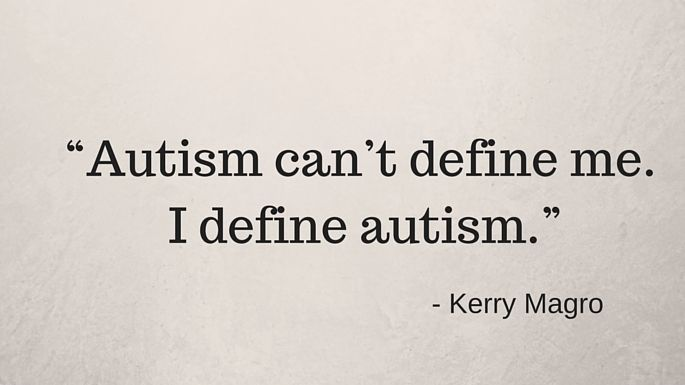 “Autism can’t define me.
I define autism.”
- Kerry Magro